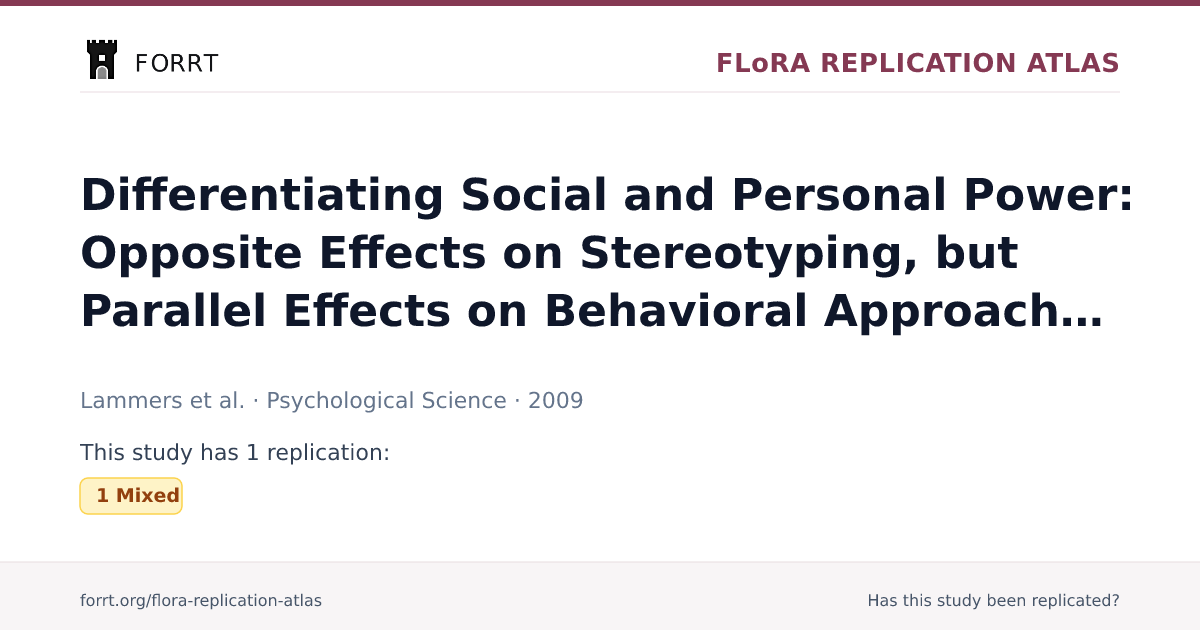 FORRT
FLoRA REPLICATION ATLAS
Differentiating Social and Personal Power:
Opposite Effects on Stereotyping, but
Parallel Effects on Behavioral Approach…
Lammers et al. · Psychological Science · 2009
This study has 1 replication:
1 Mixed
forrt.org/flora-replication-atlas
Has this study been replicated?